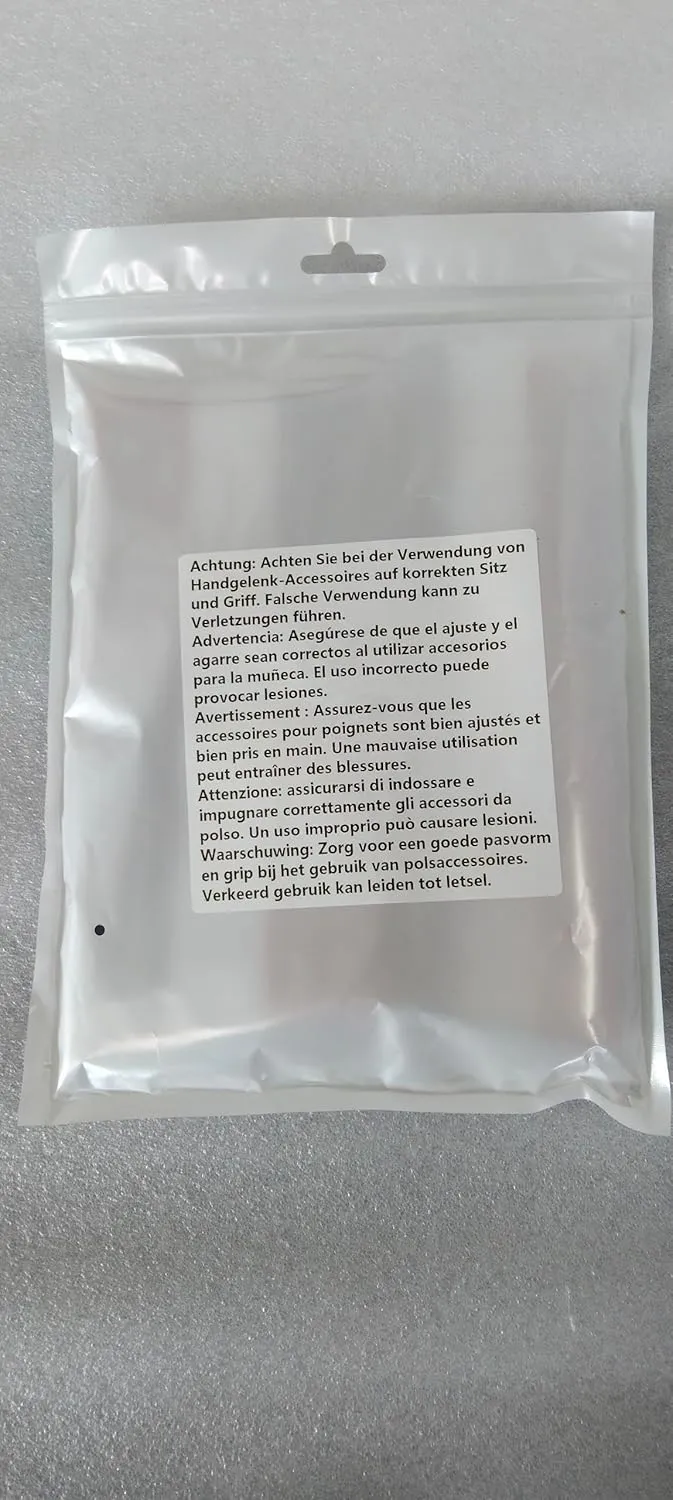 Achtung: Achten Sie bei der Verwendung von
Handgelenk-Accessoires auf korrekten Sitz
und Griff. Falsche Verwendung kann zu
Verletzungen führen.
Advertencia: Asegúrese de que el ajuste y el
agarre sean correctos al utilizar accesorios
para la muñeca. El uso incorrecto puede
provocar lesiones.
Avertissement : Assurez-vous que les
accessoires pour poignets sont bien ajustés et
bien pris en main. Une mauvaise utilisation
peut entraîner des blessures.
Attenzione: assicurarsi di indossare e
impugnare correttamente gli accessori da
polso. Un uso improprio può causare lesioni.
Waarschuwing: Zorg voor een goede pasvorm
en grip bij het gebruik van polsaccessoires.
Verkeerd gebruik kan leiden tot letsel.